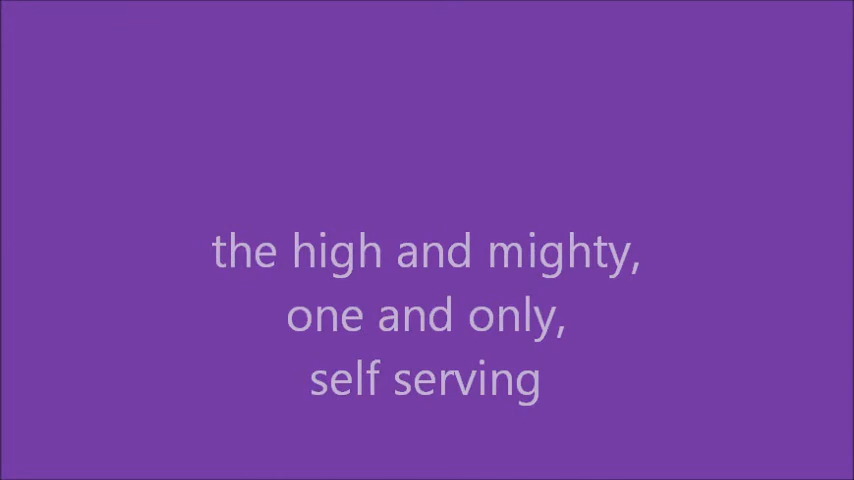 the high and mighty,
one and only,
self serving